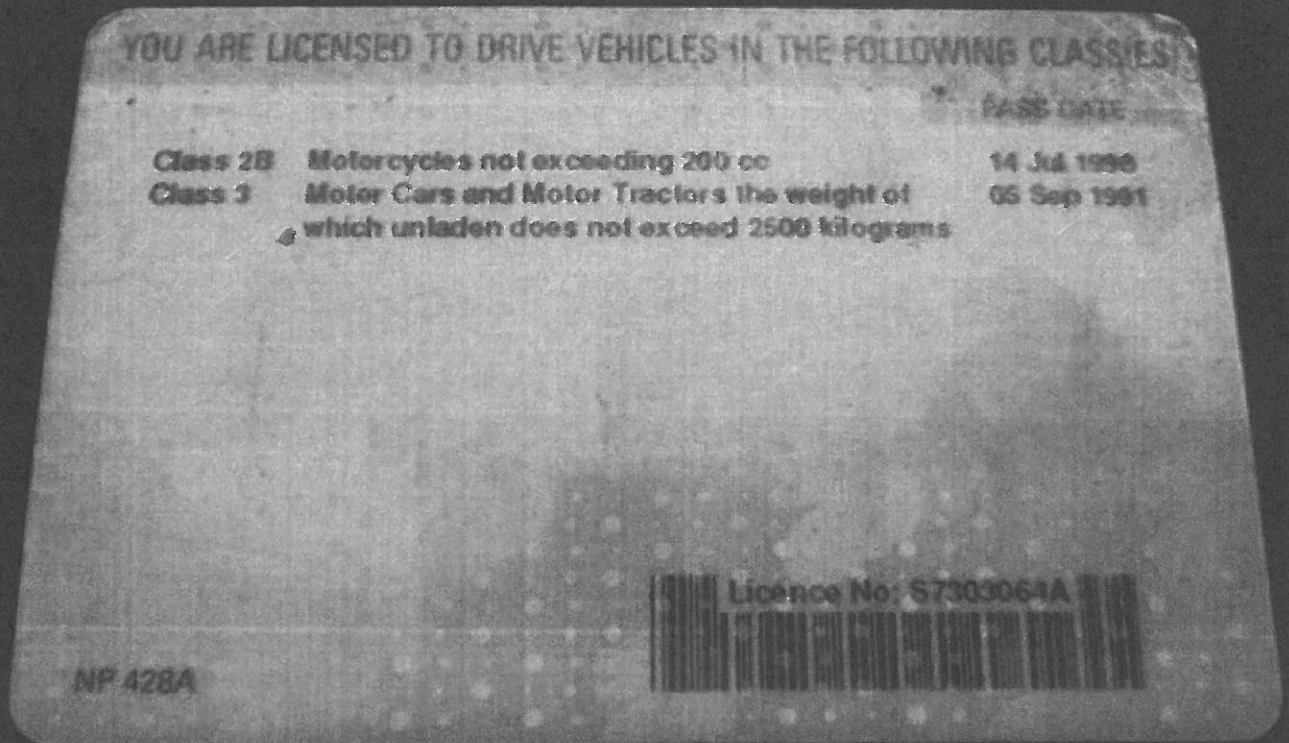 YOU ARE LICENSED TO DRIVE VEHICLES IN THE FOLLOWING CLASS(ES)
PASS DATE
Class 2B Motorcycles not exceeding 200 cc 14 Jul
Class 3 Motor Cars and Motor Tractors the weight of 05 Sep 1991
which unladen does not exceed 2500 kilograms
Licence No: S7303064A
NP 428A